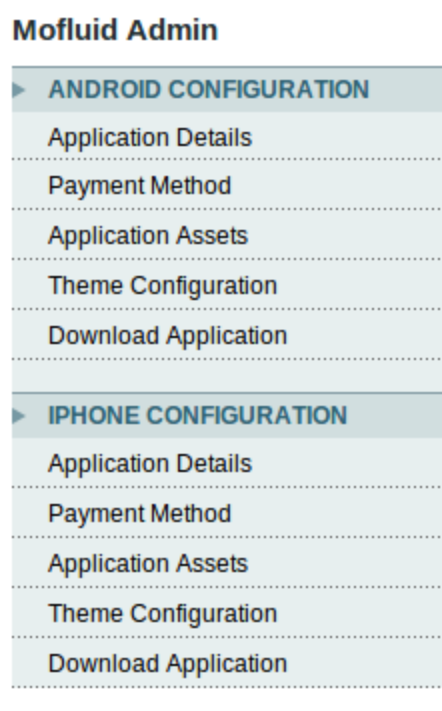 Mofluid Admin
ANDROID CONFIGURATION
Application Details
Payment Method
Application Assets
Theme Configuration
Download Application
IPHONE CONFIGURATION
Application Details
Payment Method
Application Assets
Theme Configuration
Download Application